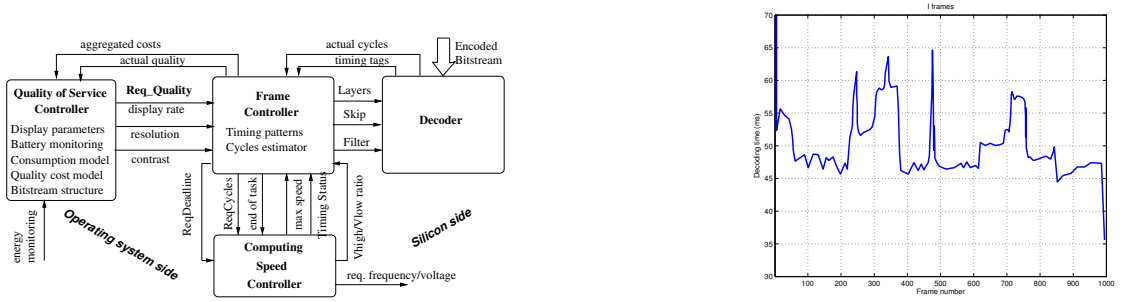 aggregated costs
actual quality
actual cycles
timing tags
Encoded
Bitstream
Quality of Service
Controller
Display parameters
Battery monitoring
Consumption model
Quality cost model
Bitstream structure
Req_Quality
display rate
resolution
contrast
Frame
Controller
Timing patterns
Cycles estimator
Layers
Skip
Filter
Decoder
ReqDeadline
ReqCycles
end of task
max speed
Timing Status
Vhigh/Vlow ratio
energy
monitoring
Operating system side
Silicon side
Computing
Speed
Controller
req. frequency/voltage
I frames
Decoding time (ms)
70
65
60
55
50
45
40
35
30
100 200 300 400 500 600 700 800 900 1000
Frame number